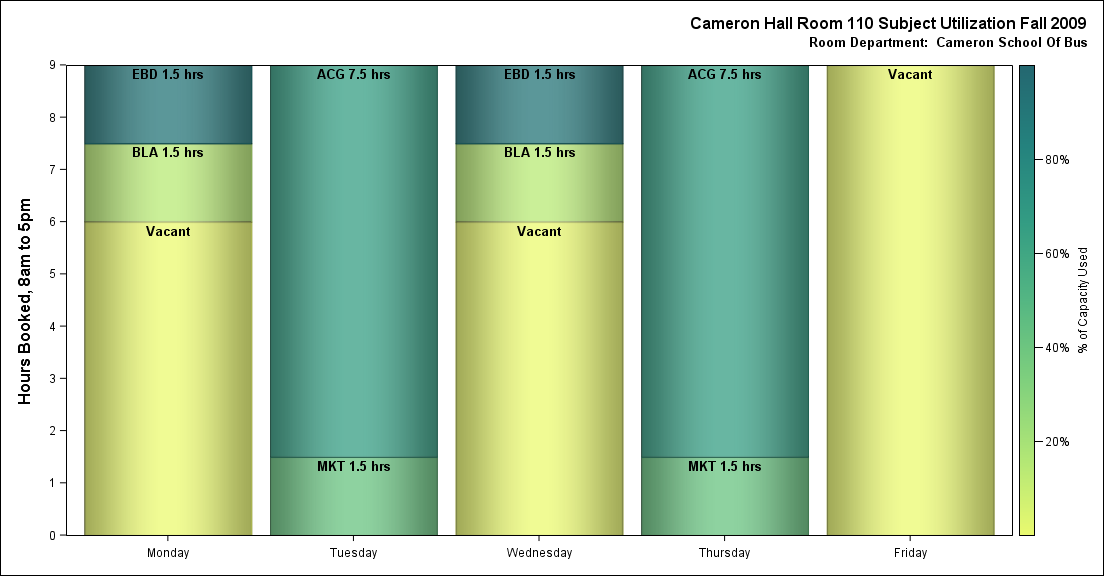 Cameron Hall Room 110 Subject Utilization Fall 2009
Room Department:  Cameron School Of Bus
Hours Booked, 8am to 5pm
9
8
7
6
5
4
3
2
1
0
EBD 1.5 hrs
BLA 1.5 hrs
Vacant
ACG 7.5 hrs
MKT 1.5 hrs
EBD 1.5 hrs
BLA 1.5 hrs
Vacant
ACG 7.5 hrs
MKT 1.5 hrs
Vacant
Monday
Tuesday
Wednesday
Thursday
Friday
80%
60%
40%
20%
% of Capacity Used